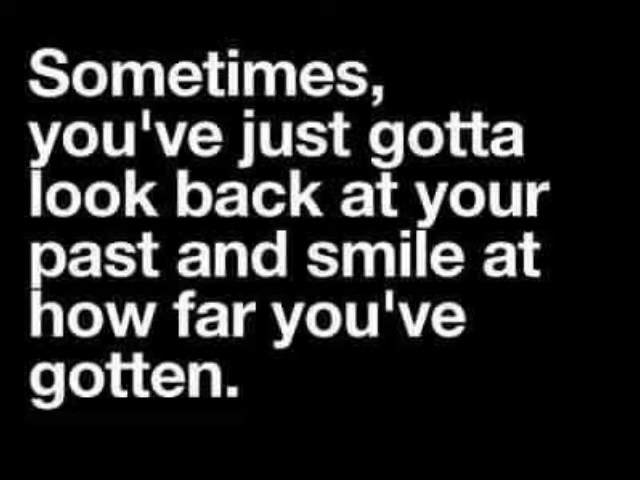 Sometimes,
you've just gotta
look back at your
past and smile at
how far you've
gotten.